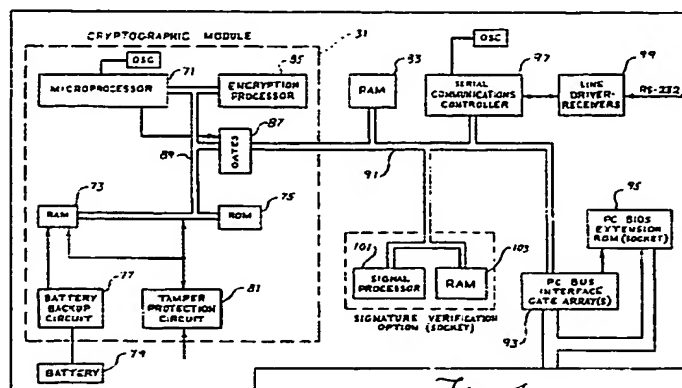 CRYPTOGRAPHIC MODULE
31
OSC
MICROPROCESSOR
71
85
ENCRYPTION
PROCESSOR
87
GATES
89
73
RAM
75
ROM
77
BATTERY
BACKUP
CIRCUIT
81
TAMPER
PROTECTION
CIRCUIT
79
BATTERY
83
RAM
OSC
97
SERIAL
COMMUNICATIONS
CONTROLLER
99
LINE
DRIVER-
RECEIVERS
RS-232
91
95
PC BIOS
EXTENSION
ROM (SOCKET)
101
SIGNAL
PROCESSOR
103
RAM
SIGNATURE VERIFICATION
OPTION (SOCKET)
PC BUS
INTERFACE
GATE ARRAY(S)
93